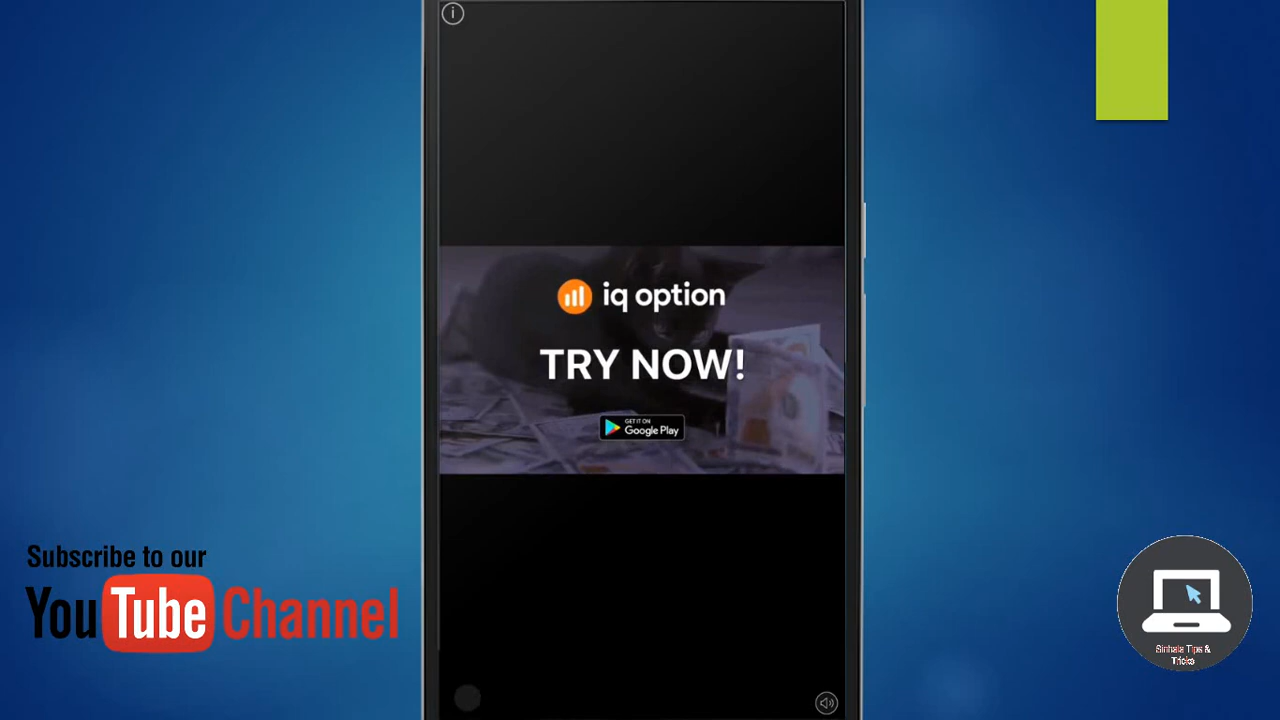 iq option
TRY NOW!
GET IT ON
Google Play
Subscribe to our
YouTube Channel
Sinhala Tips &
Tricks